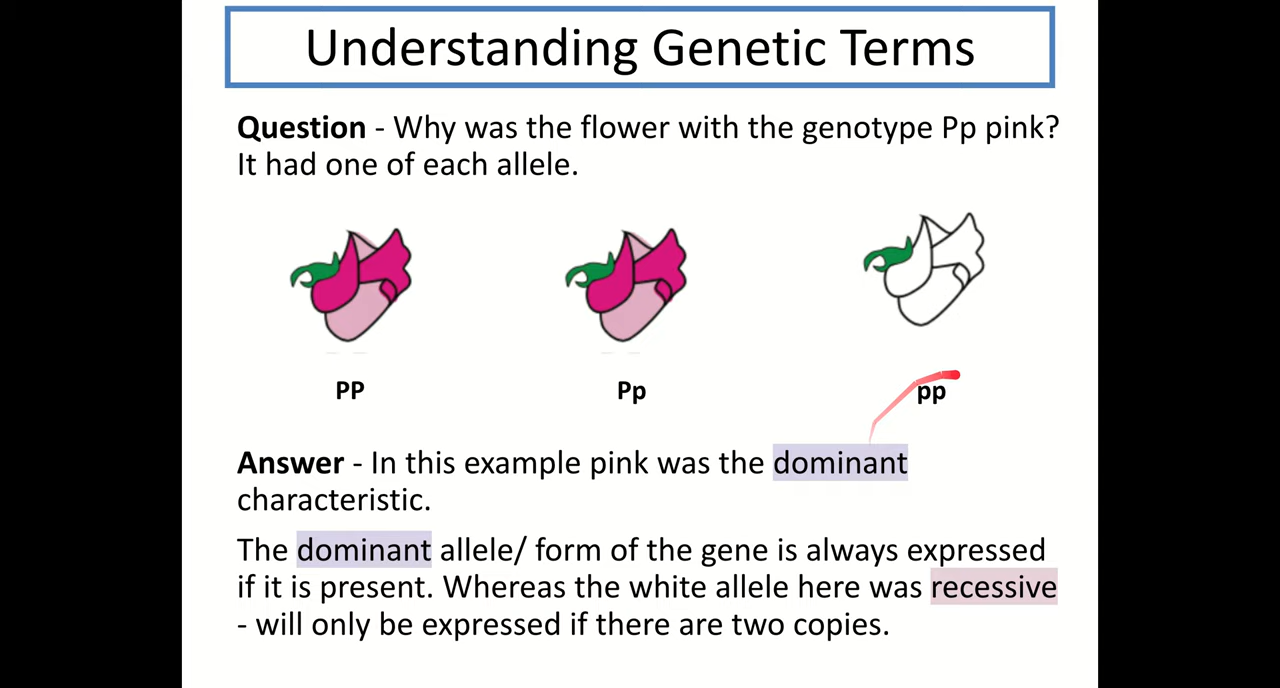 Understanding Genetic Terms
Question - Why was the flower with the genotype Pp pink?
It had one of each allele.
PP Pp pp
Answer - In this example pink was the dominant
characteristic.
The dominant allele/ form of the gene is always expressed
if it is present. Whereas the white allele here was recessive
- will only be expressed if there are two copies.